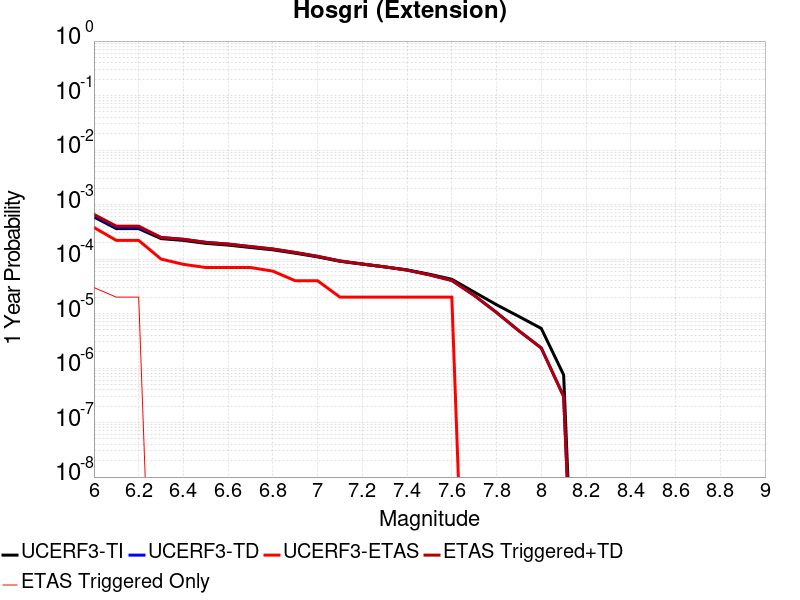 Hosgri (Extension)
10^0
10^-1
10^-2
10^-3
10^-4
10^-5
10^-6
10^-7
10^-8
1 Year Probability
6 6.2 6.4 6.6 6.8 7 7.2 7.4 7.6 7.8 8 8.2 8.4 8.6 8.8 9
Magnitude
UCERF3-TI UCERF3-TD UCERF3-ETAS ETAS Triggered+TD
ETAS Triggered Only